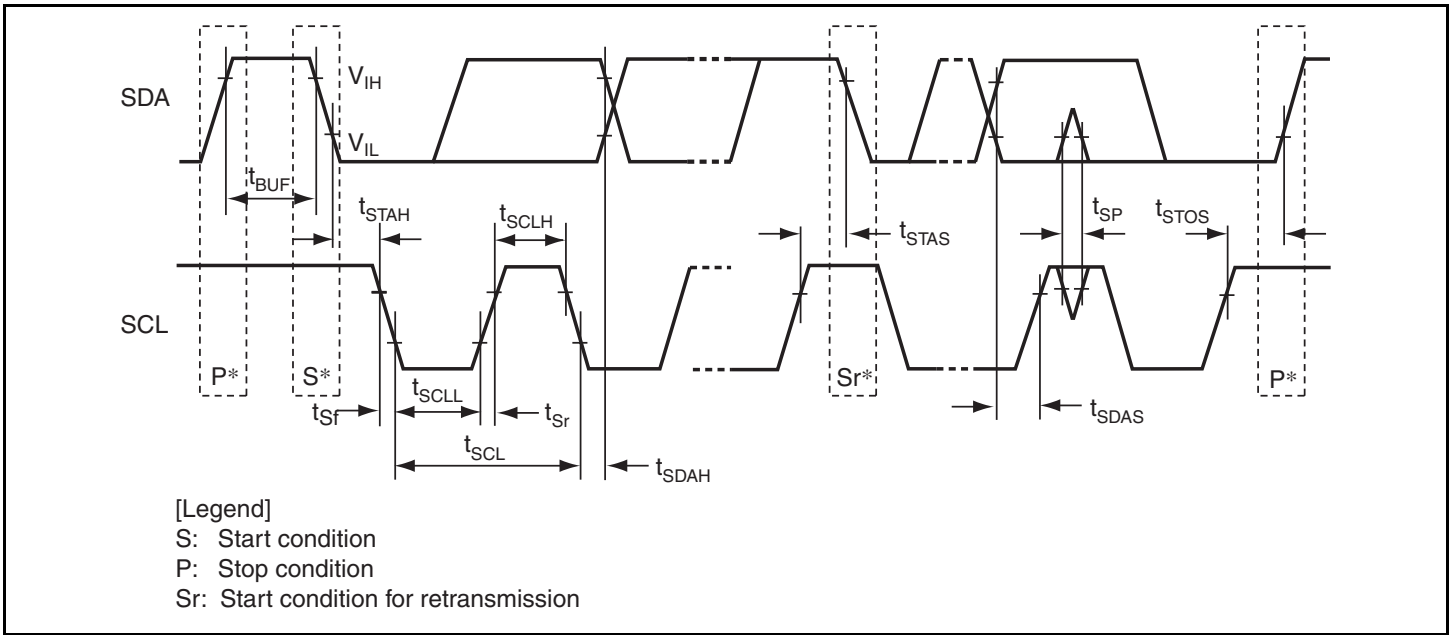 SDA
V_IH
V_IL
t_BUF
t_STAH
t_SCLH
t_STAS
t_SP
t_STOS
SCL
P*
S*
Sr*
P*
t_Sf
t_SCLL
t_Sr
t_SCL
t_SDAH
t_SDAS
[Legend]
S: Start condition
P: Stop condition
Sr: Start condition for retransmission